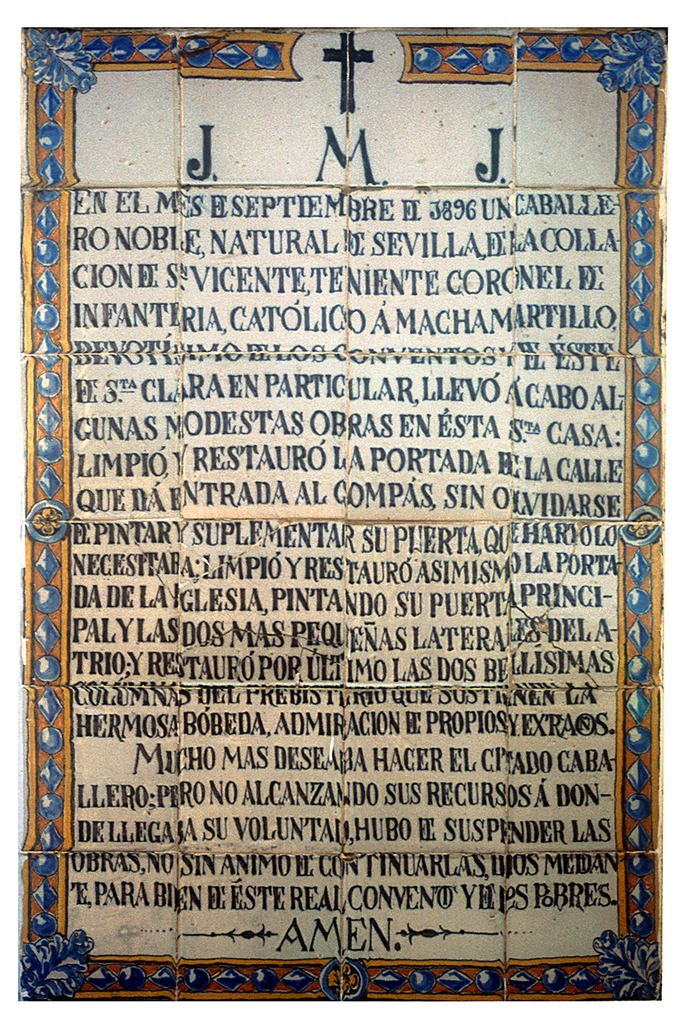 J. M. J.
EN EL MES DE SEPTIEMBRE DE 1896 UN CABALLE-
RO NOBLE, NATURAL DE SEVILLA, DE LA COLLA-
CION DE Sn. VICENTE, TENIENTE CORONEL DE
INFANTERIA, CATÓLICO Á MACHAMARTILLO,
DEVOTISIMO DE LOS CONVENTOS Y EL ÉSTE
DE S.TA CLARA EN PARTICULAR, LLEVÓ Á CABO AL-
GUNAS MODESTAS OBRAS EN ÉSTA S.TA CASA:
LIMPIÓ, Y RESTAURÓ LA PORTADA DE LA CALLE
QUE DÁ ENTRADA AL COMPÁS, SIN OLVIDARSE
DE PINTAR Y SUPLEMENTAR SU PUERTA, QUE HARTO LO
NECESITABA: LIMPIÓ Y RESTAURÓ ASIMISMO LA PORTA-
DA DE LA YGLESIA, PINTANDO SU PUERTA PRINCI-
PAL Y LAS DOS MAS PEQUEÑAS LATERALES DEL A-
TRIO; Y RESTAURÓ POR ÚLTIMO LAS DOS BELLÍSIMAS
COLUMNAS DEL PREBISTERIO QUE SOSTIENEN LA
HERMOSA BÓBEDA, ADMIRACION DE PROPIOS Y EXTRAÑOS.
MUCHO MAS DESEABA HACER EL CITADO CABA-
LLERO; PERO NO ALCANZANDO SUS RECURSOS Á DON-
DE LLEGABA SU VOLUNTAD, HUBO DE SUSPENDER LAS
OBRAS, NO SIN ANIMO DE CONTINUARLAS, DIOS MEDIAN
TE, PARA BIEN DE ÉSTE REAL CONVENTO Y DE LOS POBRES.
AMEN.